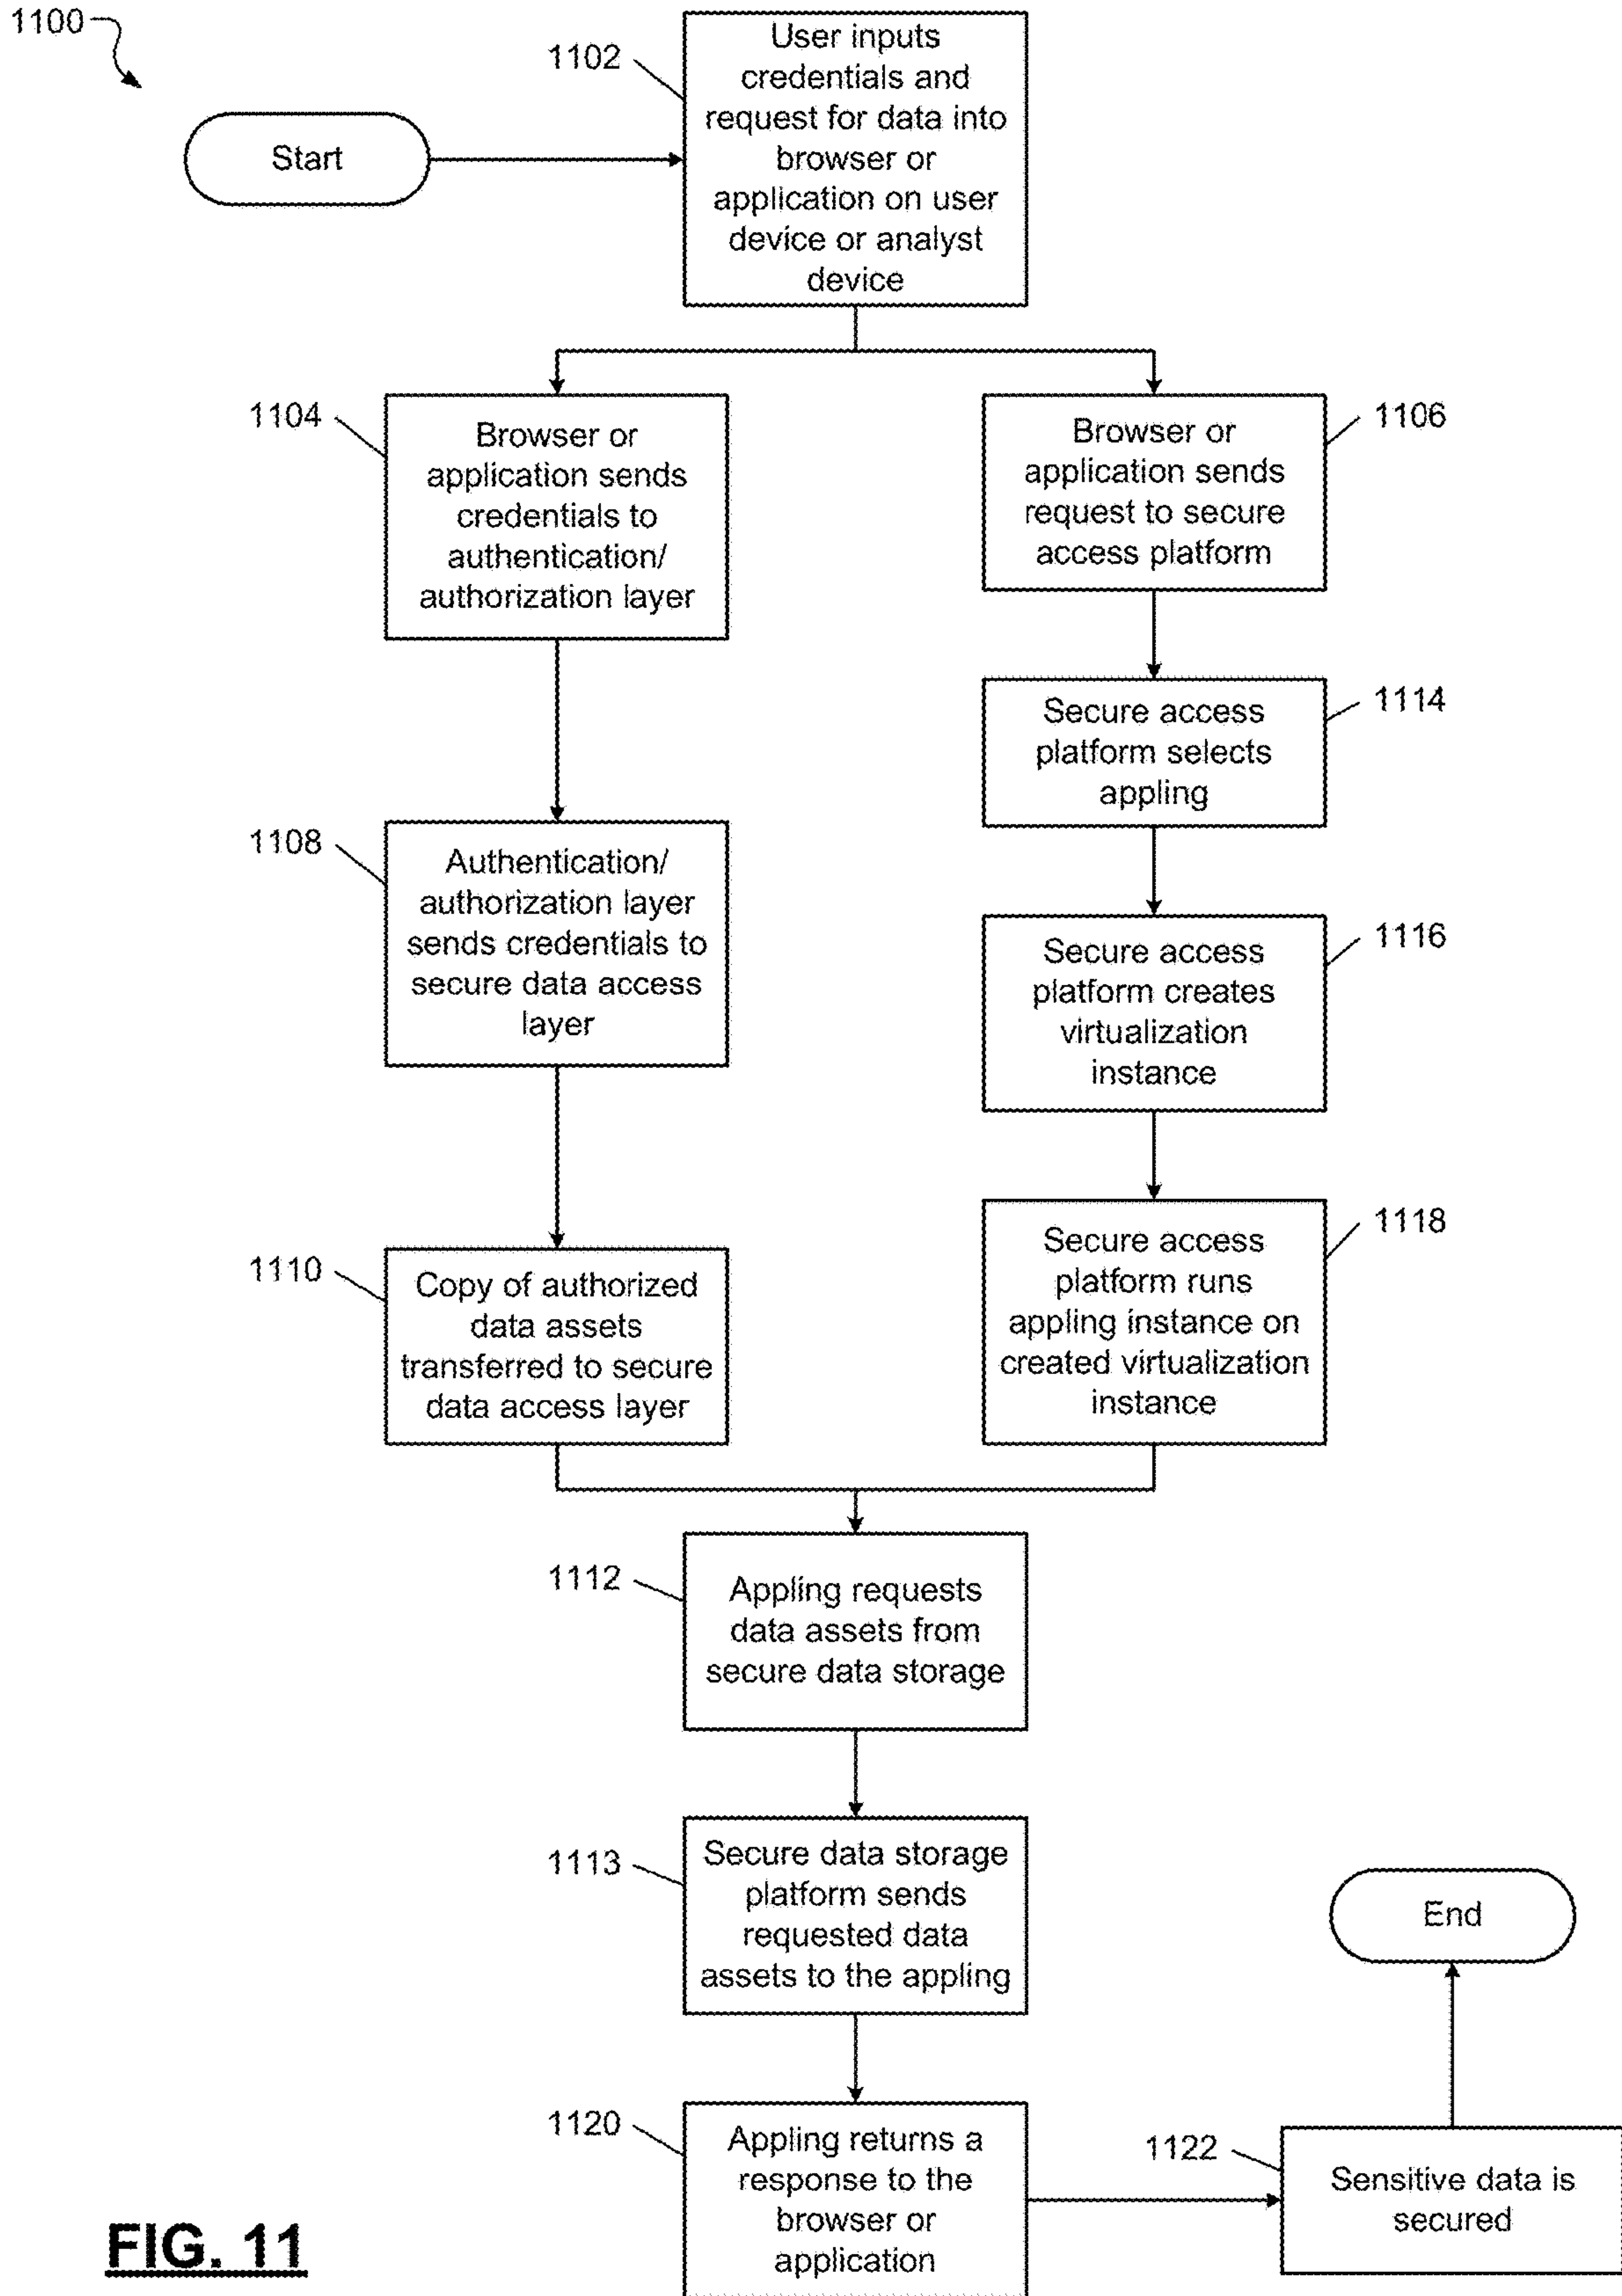 1100
Start
1102
User inputs
credentials and
request for data into
browser or
application on user
device or analyst
device
1104
Browser or
application sends
credentials to
authentication/
authorization layer
1106
Browser or
application sends
request to secure
access platform
1114
Secure access
platform selects
appling
1108
Authentication/
authorization layer
sends credentials to
secure data access
layer
1116
Secure access
platform creates
virtualization
instance
1110
Copy of authorized
data assets
transferred to secure
data access layer
1118
Secure access
platform runs
appling instance on
created virtualization
instance
1112
Appling requests
data assets from
secure data storage
1113
Secure data storage
platform sends
requested data
assets to the appling
1120
Appling returns a
response to the
browser or
application
1122
Sensitive data is
secured
End
FIG. 11